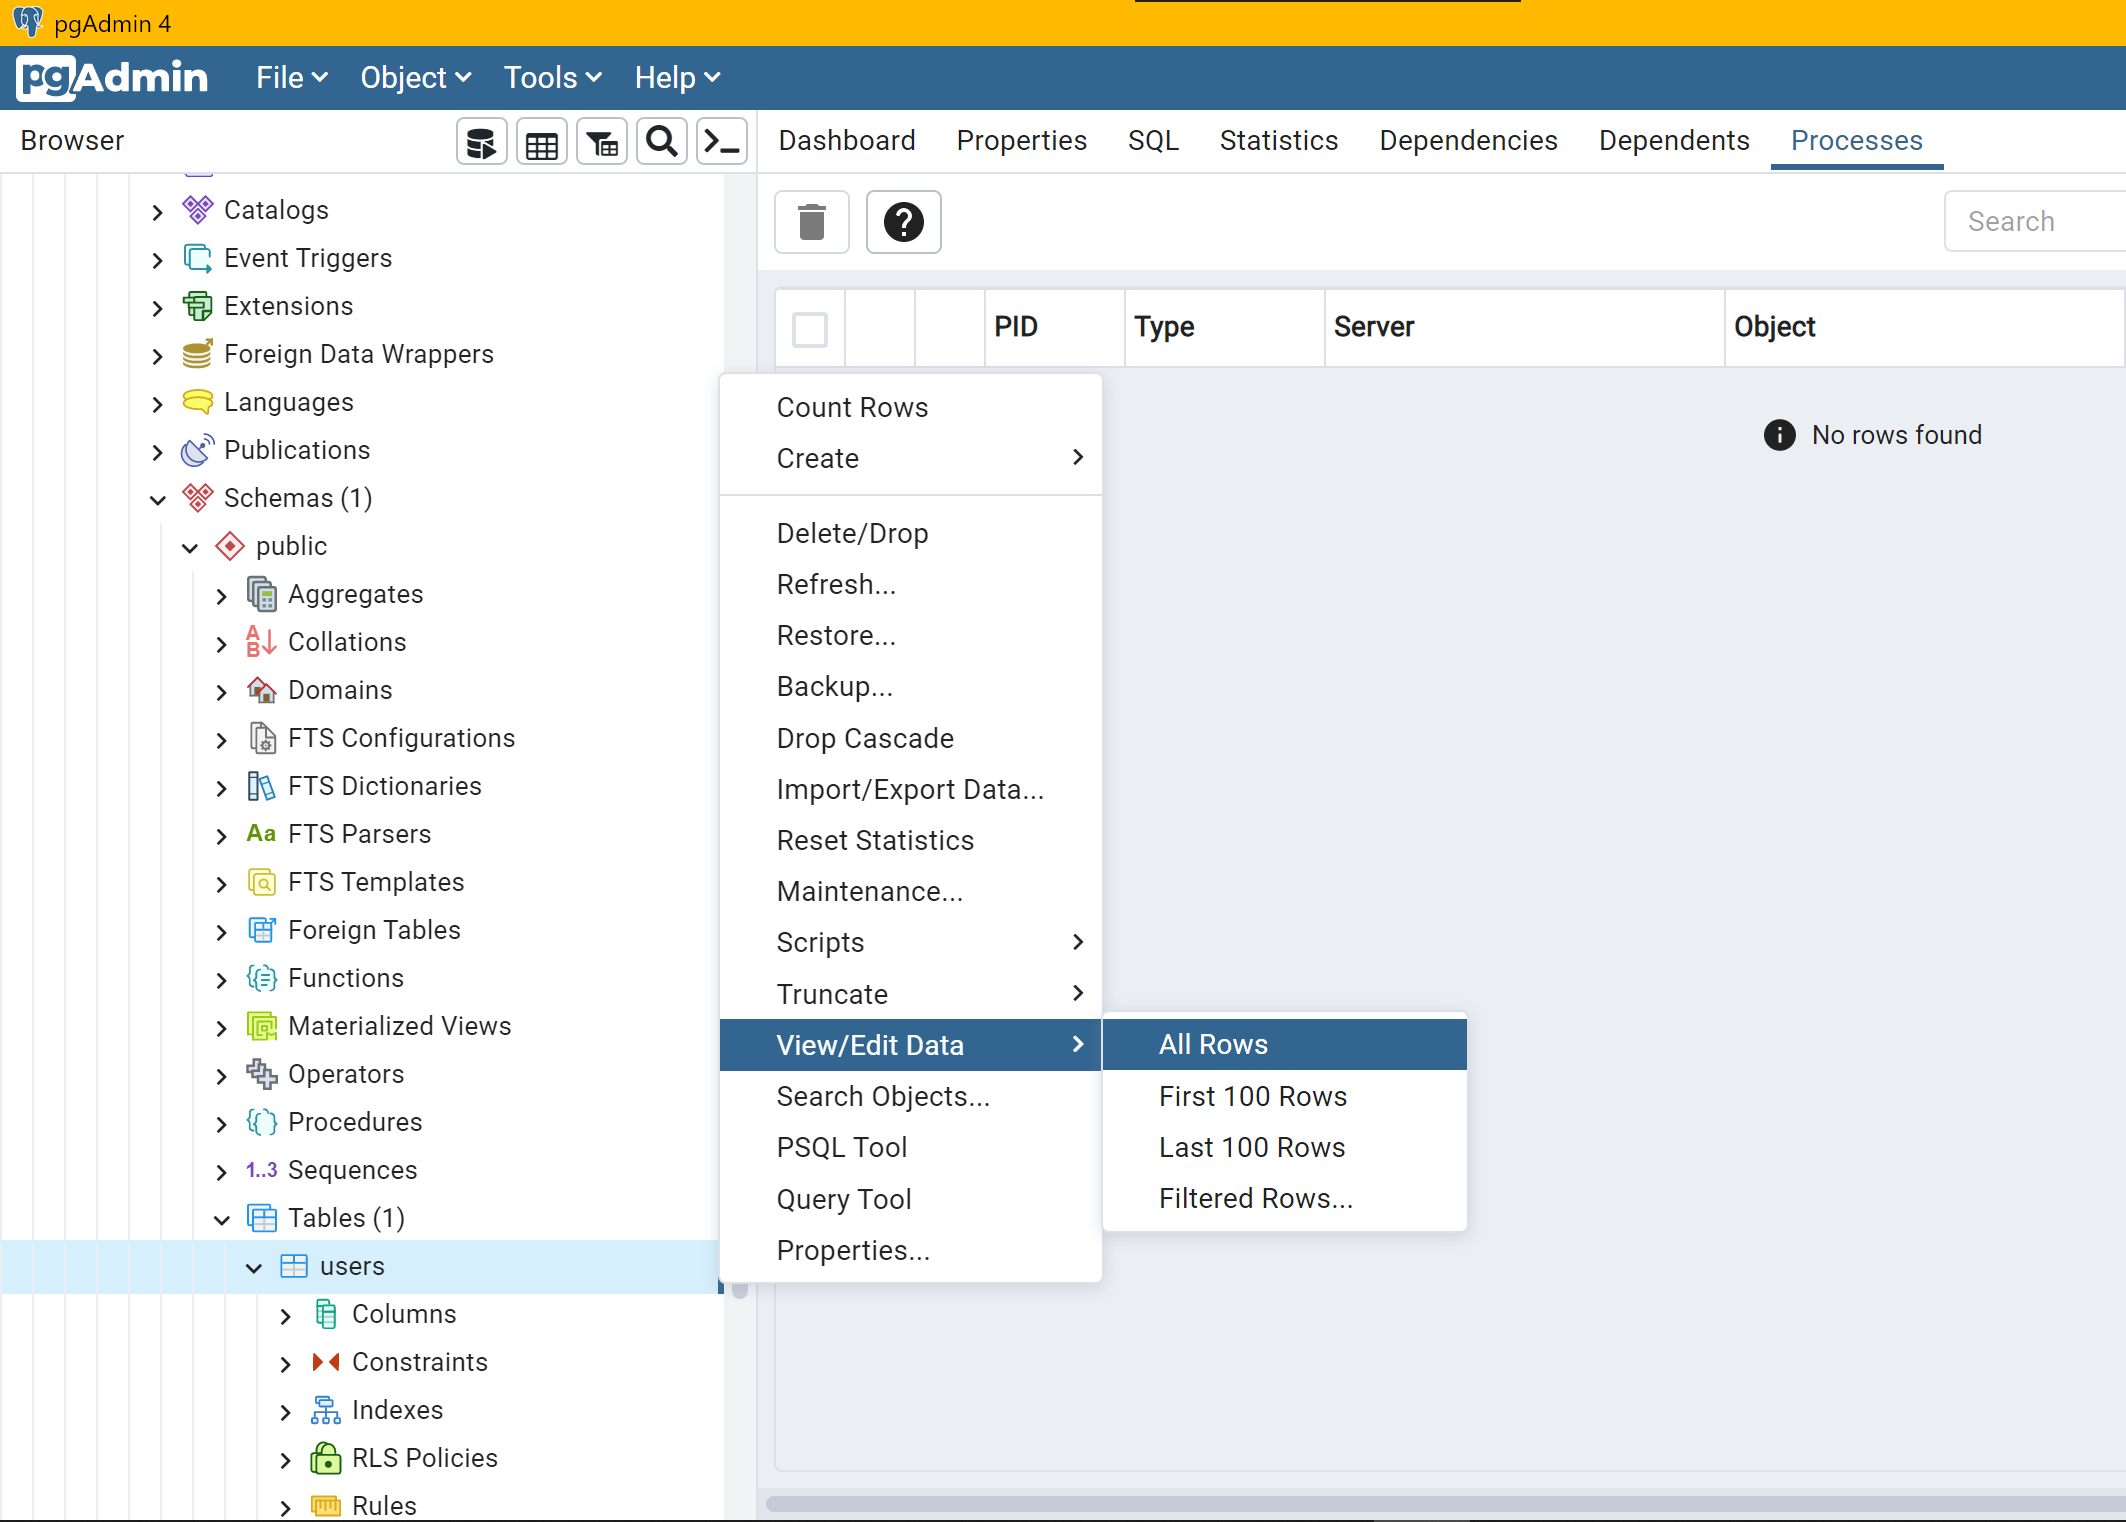 pgAdmin 4
pgAdmin File Object Tools Help
Browser
Dashboard Properties SQL Statistics Dependencies Dependents Processes
Search
PID Type Server Object
No rows found
Catalogs
Event Triggers
Extensions
Foreign Data Wrappers
Languages
Publications
Schemas (1)
public
Aggregates
Collations
Domains
FTS Configurations
FTS Dictionaries
Aa FTS Parsers
FTS Templates
Foreign Tables
Functions
Materialized Views
Operators
Procedures
1..3 Sequences
Tables (1)
users
Columns
Constraints
Indexes
RLS Policies
Rules
Count Rows
Create
Delete/Drop
Refresh...
Restore...
Backup...
Drop Cascade
Import/Export Data...
Reset Statistics
Maintenance...
Scripts
Truncate
View/Edit Data
Search Objects...
PSQL Tool
Query Tool
Properties...
All Rows
First 100 Rows
Last 100 Rows
Filtered Rows...